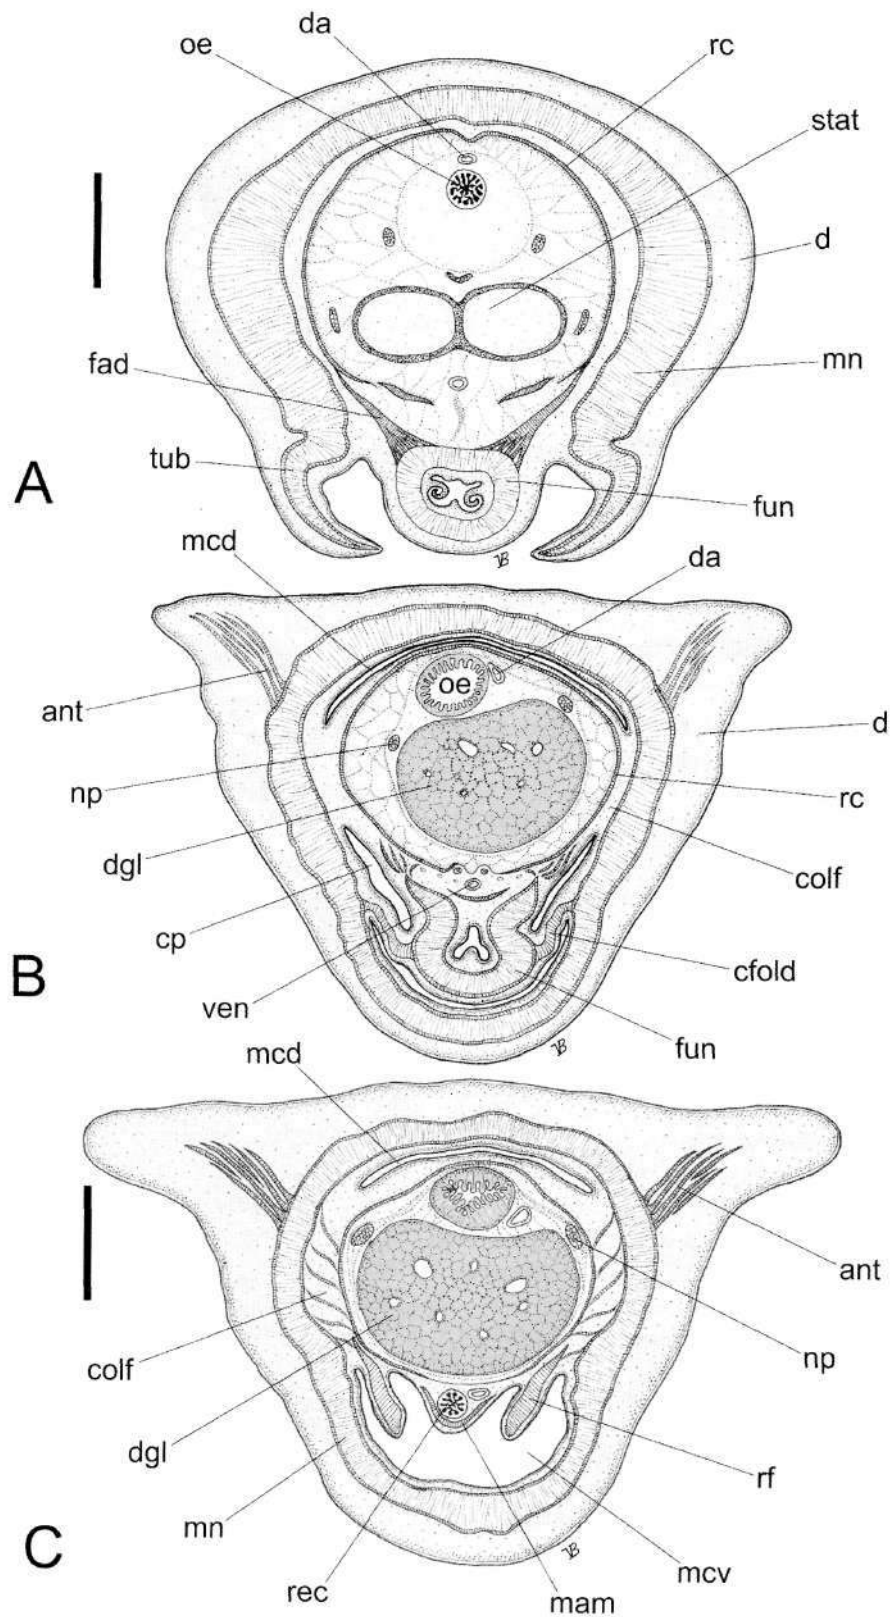 da
oe
rc
stat
d
fad
mn
tub
A
fun
mcd
da
oe
ant
d
np
rc
dgl
colf
cp
cfold
B
ven
fun
mcd
ant
np
colf
dgl
rf
mn
mcv
C
rec
mam